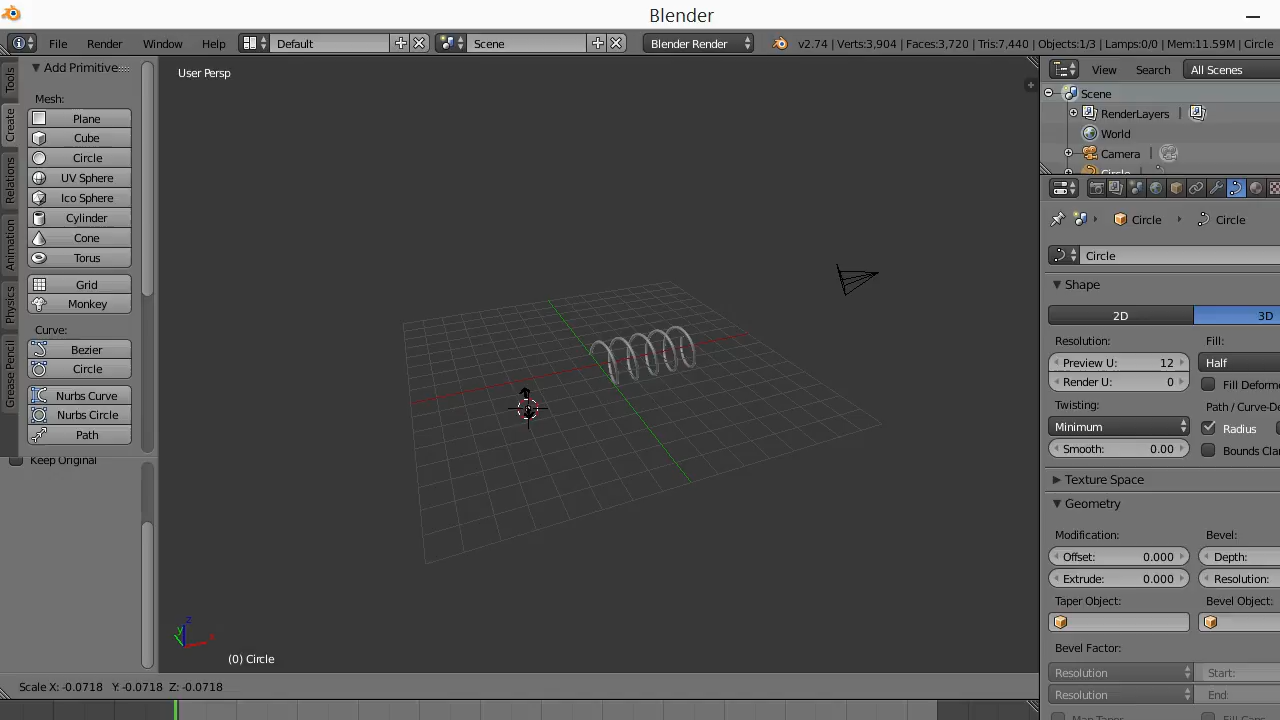 Blender
File Render Window Help Default Scene Blender Render v2.74 | Verts:3,904 | Faces:3,720 | Tris:7,440 | Objects:1/3 | Lamps:0/0 | Mem:11.59M | Circle
Tools
Create
Relations
Animation
Physics
Grease Pencil
Add Primitive
Mesh:
Plane
Cube
Circle
UV Sphere
Ico Sphere
Cylinder
Cone
Torus
Grid
Monkey
Curve:
Bezier
Circle
Nurbs Curve
Nurbs Circle
Path
Keep Original
User Persp
z
y
x
(0) Circle
Scale X: -0.0718 Y: -0.0718 Z: -0.0718
View Search All Scenes
Scene
RenderLayers |
World
Camera |
Circle
Circle Circle
Circle
Shape
2D 3D
Resolution: Fill:
Preview U: 12 Half
Render U: 0 Fill Deforme
Twisting: Path / Curve-De
Minimum Radius
Smooth: 0.00 Bounds Cla
Texture Space
Geometry
Modification: Bevel:
Offset: 0.000 Depth:
Extrude: 0.000 Resolution:
Taper Object: Bevel Object:
Bevel Factor:
Resolution Start:
Resolution End: